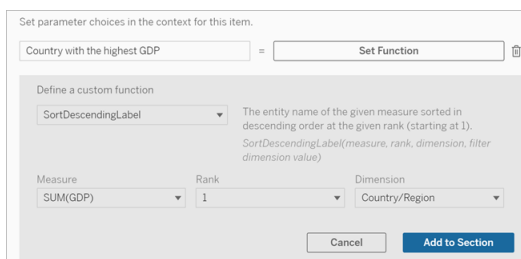 Set parameter choices in the context for this item.
Country with the highest GDP = Set Function
Define a custom function
SortDescendingLabel
The entity name of the given measure sorted in
descending order at the given rank (starting at 1).
SortDescendingLabel(measure, rank, dimension, filter
dimension value)
Measure Rank Dimension
SUM(GDP) 1 Country/Region
Cancel Add to Section